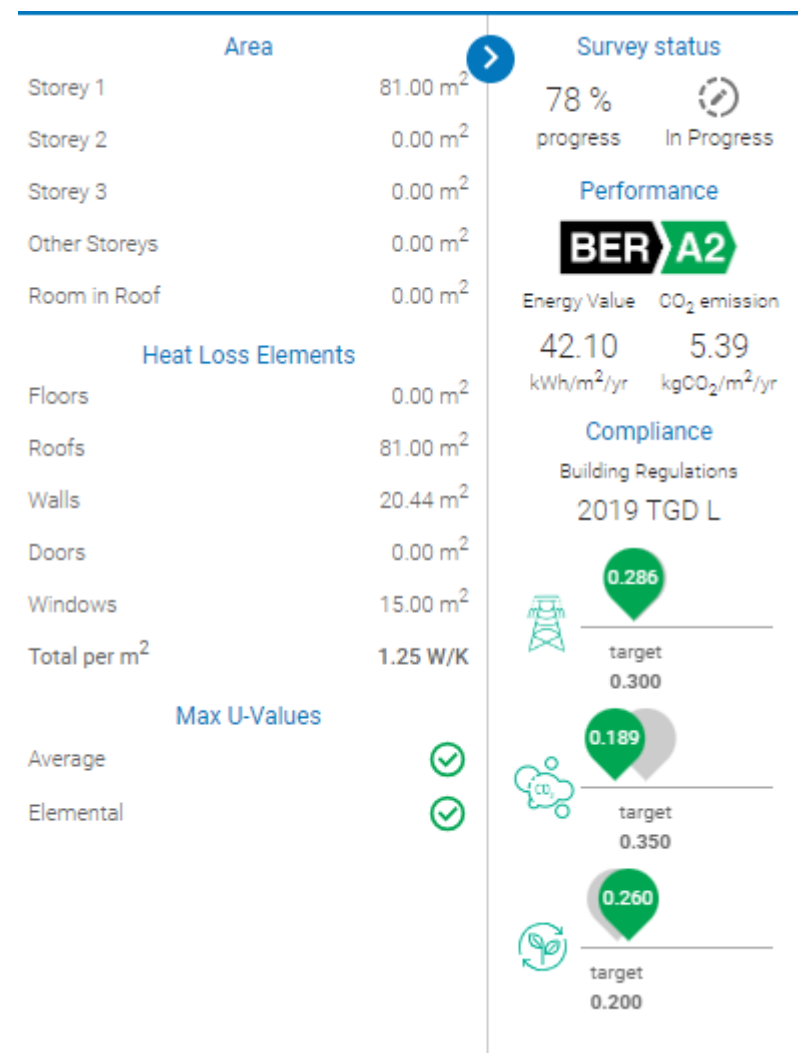 Area
Storey 1 81.00 m²
Storey 2 0.00 m²
Storey 3 0.00 m²
Other Storeys 0.00 m²
Room in Roof 0.00 m²
Heat Loss Elements
Floors 0.00 m²
Roofs 81.00 m²
Walls 20.44 m²
Doors 0.00 m²
Windows 15.00 m²
Total per m² 1.25 W/K
Max U-Values
Average
Elemental
Survey status
78 %
progress In Progress
Performance
BER A2
Energy Value CO₂ emission
42.10 5.39
kWh/m²/yr kgCO₂/m²/yr
Compliance
Building Regulations
2019 TGD L
0.286
target
0.300
0.189
CO₂
target
0.350
0.260
target
0.200